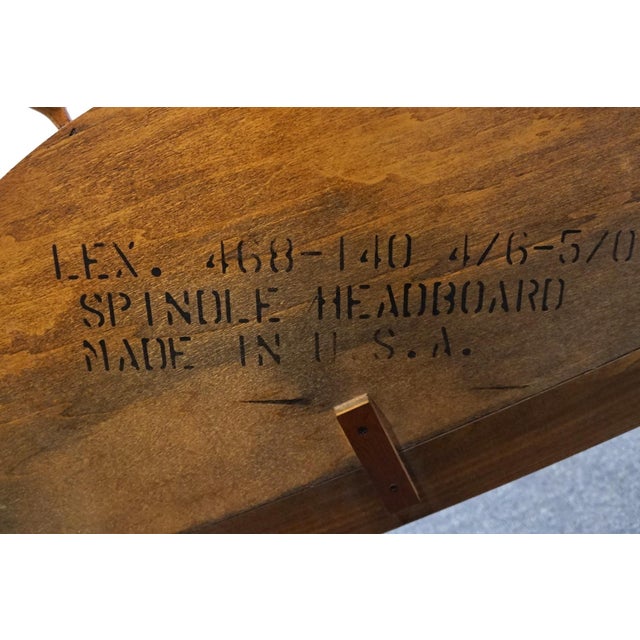 LEX. 468-140 4/6-5/0
SPINDLE HEADBOARD
MADE IN U.S.A.